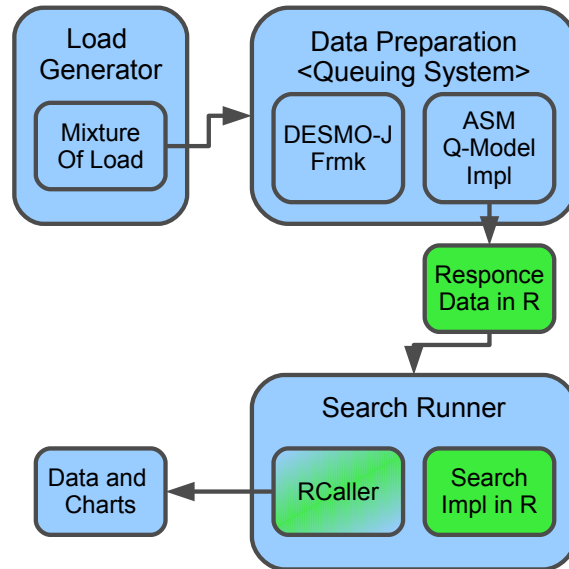 Load
Generator
Mixture
Of Load
Data Preparation
<Queuing System>
DESMO-J
Frmk
ASM
Q-Model
Impl
Responce
Data in R
Search Runner
RCaller
Search
Impl in R
Data and
Charts